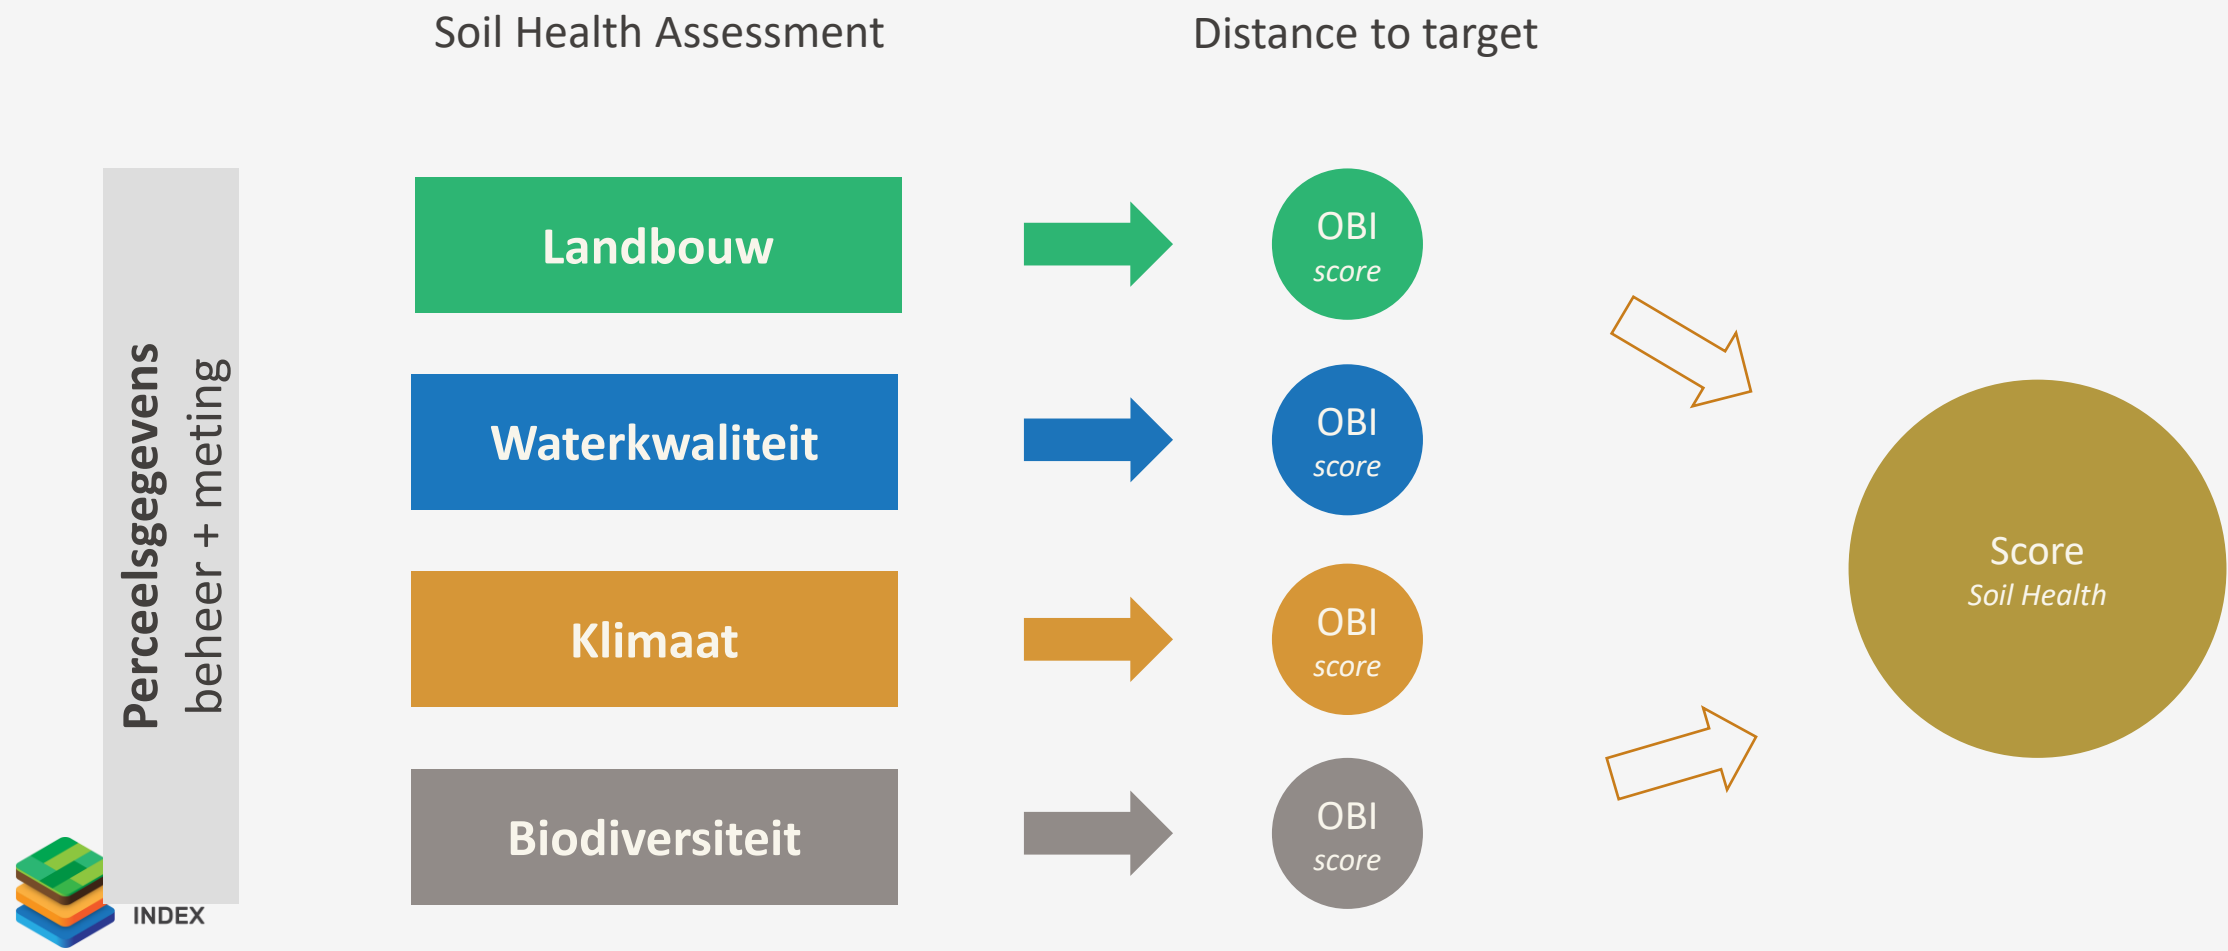 Soil Health Assessment
Distance to target
Perceelsgegevens
beheer + meting
Landbouw
OBI
score
Waterkwaliteit
OBI
score
Klimaat
OBI
score
Biodiversiteit
OBI
score
Score
Soil Health
INDEX